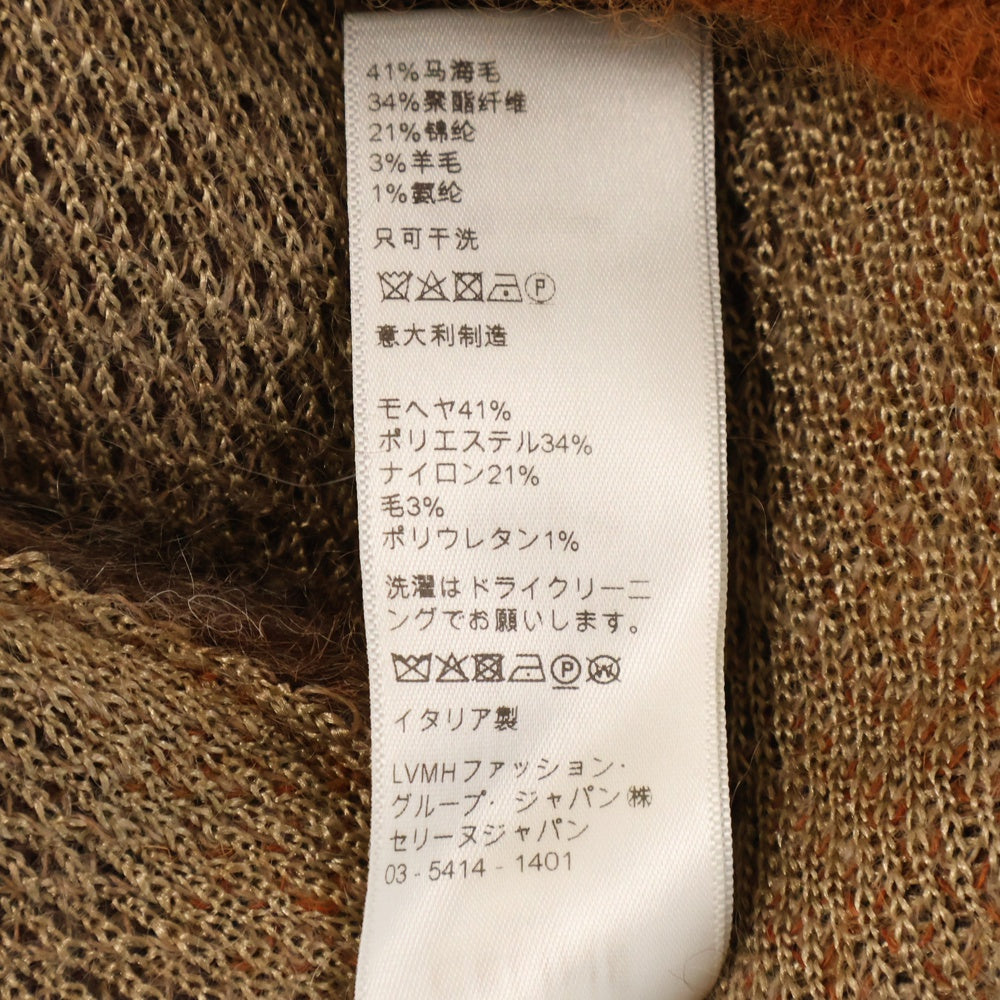 41%马海毛
34%聚酯纤维
21%锦纶
3%羊毛
1%氨纶
只可干洗
P
意大利制造
モヘヤ41%
ポリエステル34%
ナイロン21%
毛3%
ポリウレタン1%
洗濯はドライクリーニ
ングでお願いします。
P W
イタリア製
LVMHファッション·
グループ· ジャパン㈱
セリーヌジャパン
03 - 5414 - 1401